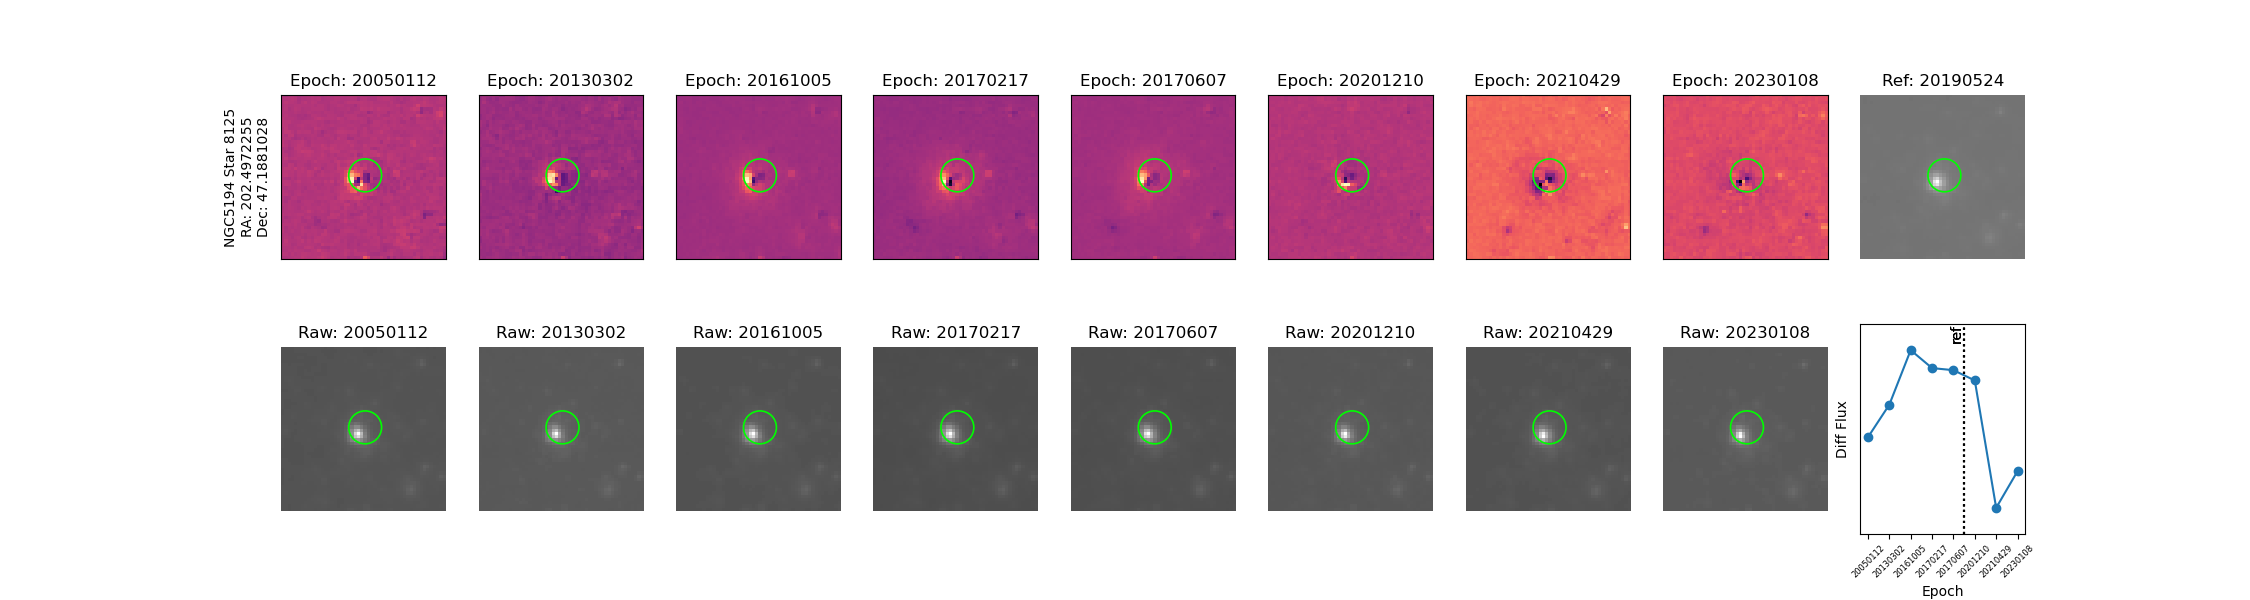 NGC5194 Star 8125
RA: 202.4972255
Dec: 47.1881028
Epoch: 20050112
Epoch: 20130302
Epoch: 20161005
Epoch: 20170217
Epoch: 20170607
Epoch: 20201210
Epoch: 20210429
Epoch: 20230108
Ref: 20190524
Raw: 20050112
Raw: 20130302
Raw: 20161005
Raw: 20170217
Raw: 20170607
Raw: 20201210
Raw: 20210429
Raw: 20230108
Diff Flux
ref
20050112
20130302
20161005
20170217
20170607
20201210
20210429
20230108
Epoch